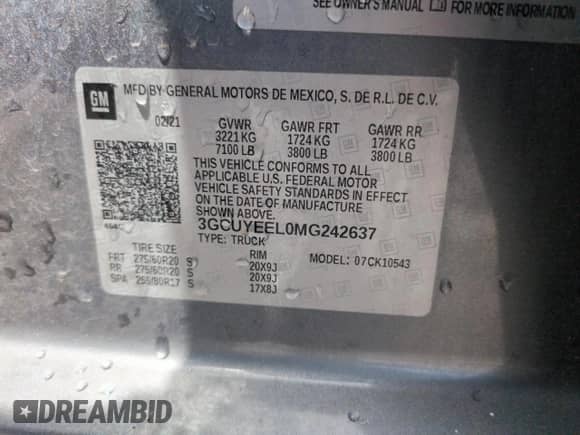 SEE OWNER'S MANUAL FOR MORE INFORMATION
GM
MFD BY GENERAL MOTORS DE MEXICO, S. DE R.L. DE C.V.
02/21 GVWR GAWR FRT GAWR RR
3221 KG 1724 KG 1724 KG
7100 LB 3800 LB 3800 LB
THIS VEHICLE CONFORMS TO ALL
APPLICABLE U.S. FEDERAL MOTOR
VEHICLE SAFETY STANDARDS IN EFFECT
ON THE DATE OF MANUFACTURE
SHOWN ABOVE.
3GCUYEEL0MG242637
TYPE: TRUCK
TIRE SIZE RIM MODEL: 07CK10543
FRT 275/60R20 S 20X9J
RR 275/60R20 S 20X9J
SPA 255/80R17 S 17X8J
DREAMBID